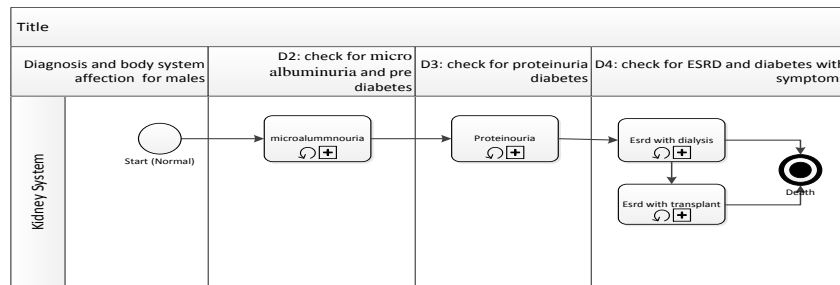 Title
Diagnosis and body system
affection for males
D2: check for micro
albuminuria and pre
diabetes
D3: check for proteinuria
diabetes
D4: check for ESRD and diabetes with
symptom
Kidney System
Start (Normal)
microalummnouria
Proteinouria
Esrd with dialysis
Esrd with transplant
Death